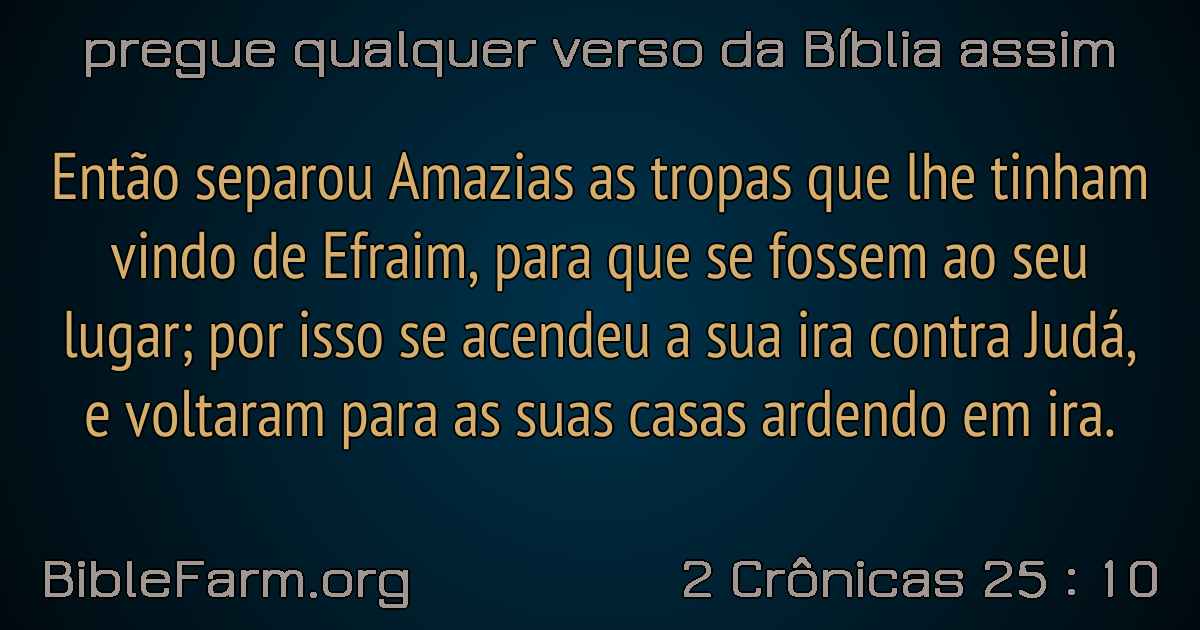 pregue qualquer verso da Bíblia assim
Então separou Amazias as tropas que lhe tinham
vindo de Efraim, para que se fossem ao seu
lugar; por isso se acendeu a sua ira contra Judá,
e voltaram para as suas casas ardendo em ira.
BibleFarm.org
2 Crônicas 25 : 10